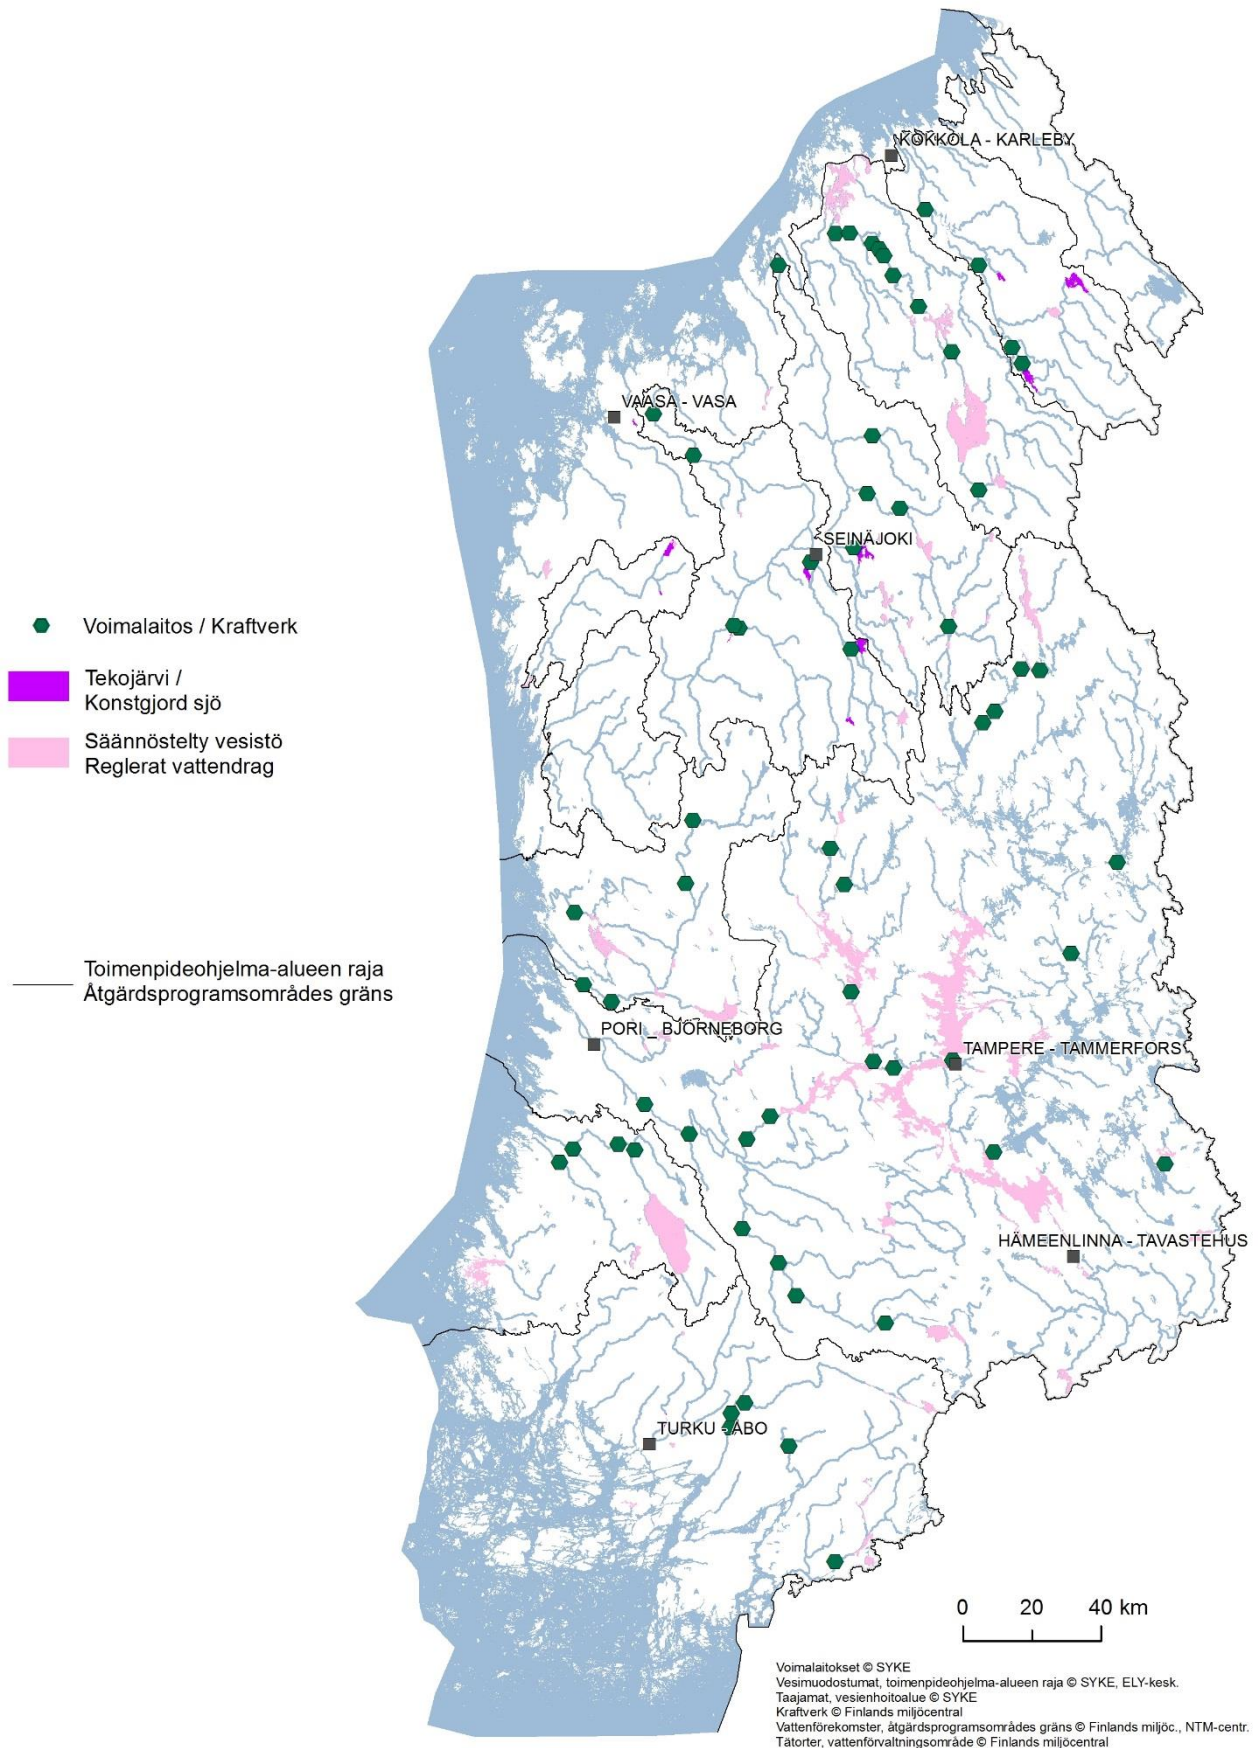 KOKKOLA - KARLEBY
VAASA - VASA
SEINÄJOKI
Voimalaitos / Kraftverk
Tekojärvi /
Konstgjord sjö
Säännöstelty vesistö
Reglerat vattendrag
Toimenpideohjelma-alueen raja
Åtgärdsprogramsområdes gräns
PORI _ BJÖRNEBORG
TAMPERE - TAMMERFORS
HÄMEENLINNA - TAVASTEHUS
TURKU - ÅBO
0 20 40 km
Voimalaitokset © SYKE
Vesimuodostumat, toimenpideohjelma-alueen raja © SYKE, ELY-kesk.
Taajamat, vesienhoitoalue © SYKE
Kraftverk © Finlands miljöcentral
Vattenförekomster, åtgärdsprogramsområdes gräns © Finlands miljöc., NTM-centr.
Tätorter, vattenförvaltningsområde © Finlands miljöcentral